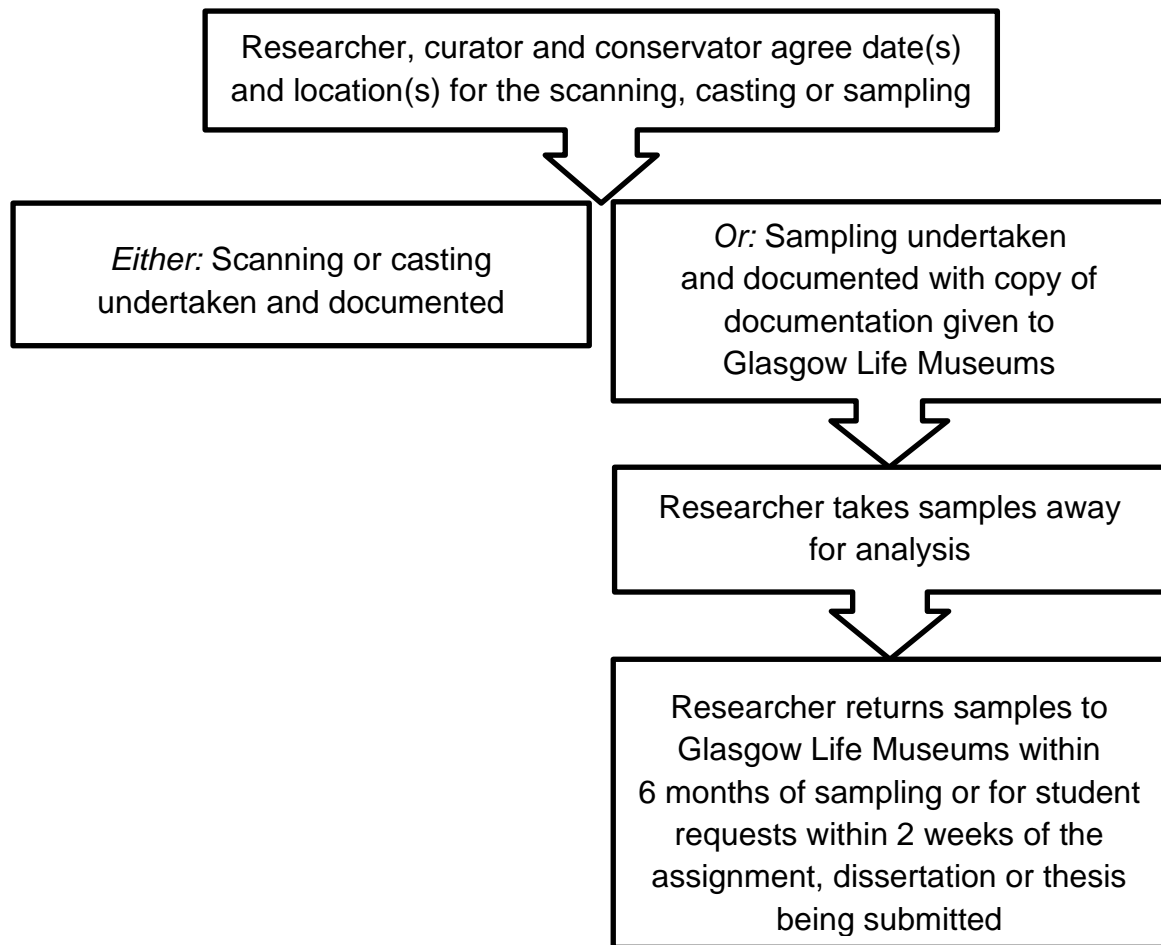 Researcher, curator and conservator agree date(s)
and location(s) for the scanning, casting or sampling
Either: Scanning or casting
undertaken and documented
Or: Sampling undertaken
and documented with copy of
documentation given to
Glasgow Life Museums
Researcher takes samples away
for analysis
Researcher returns samples to
Glasgow Life Museums within
6 months of sampling or for student
requests within 2 weeks of the
assignment, dissertation or thesis
being submitted